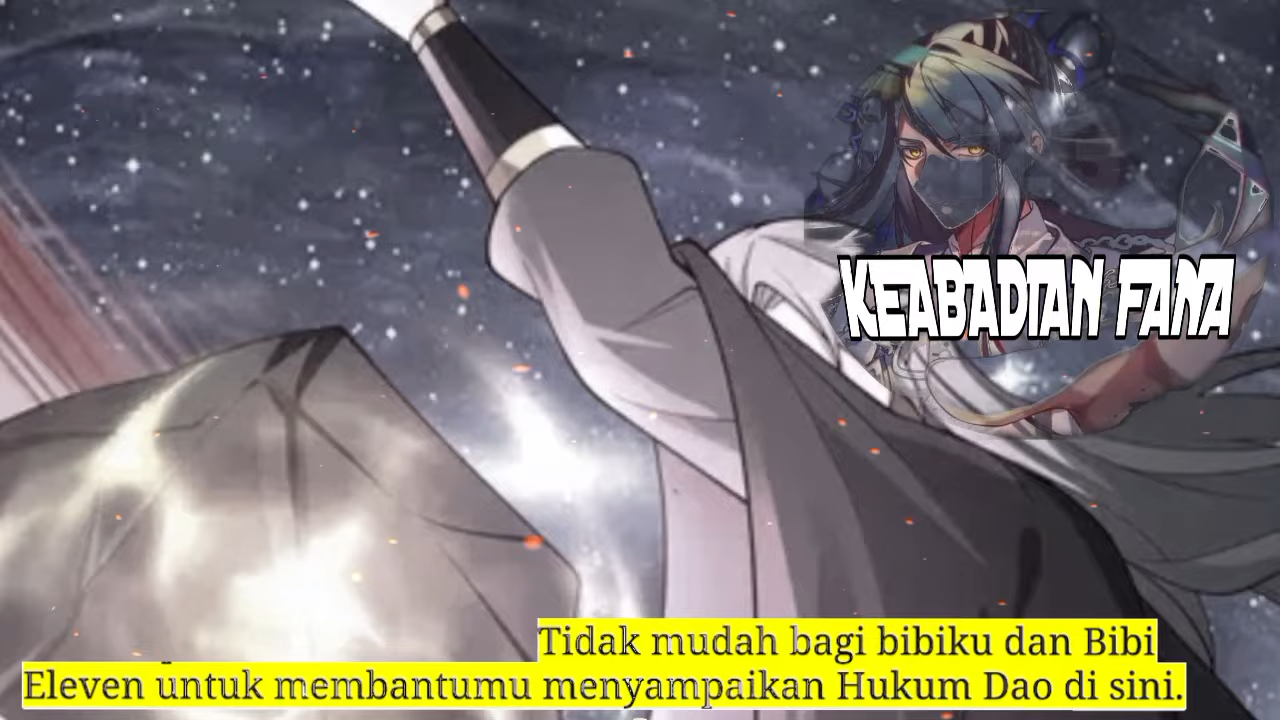 KEABADIAN FANA
Tidak mudah bagi bibiku dan Bibi
Eleven untuk membantumu menyampaikan Hukum Dao di sini.